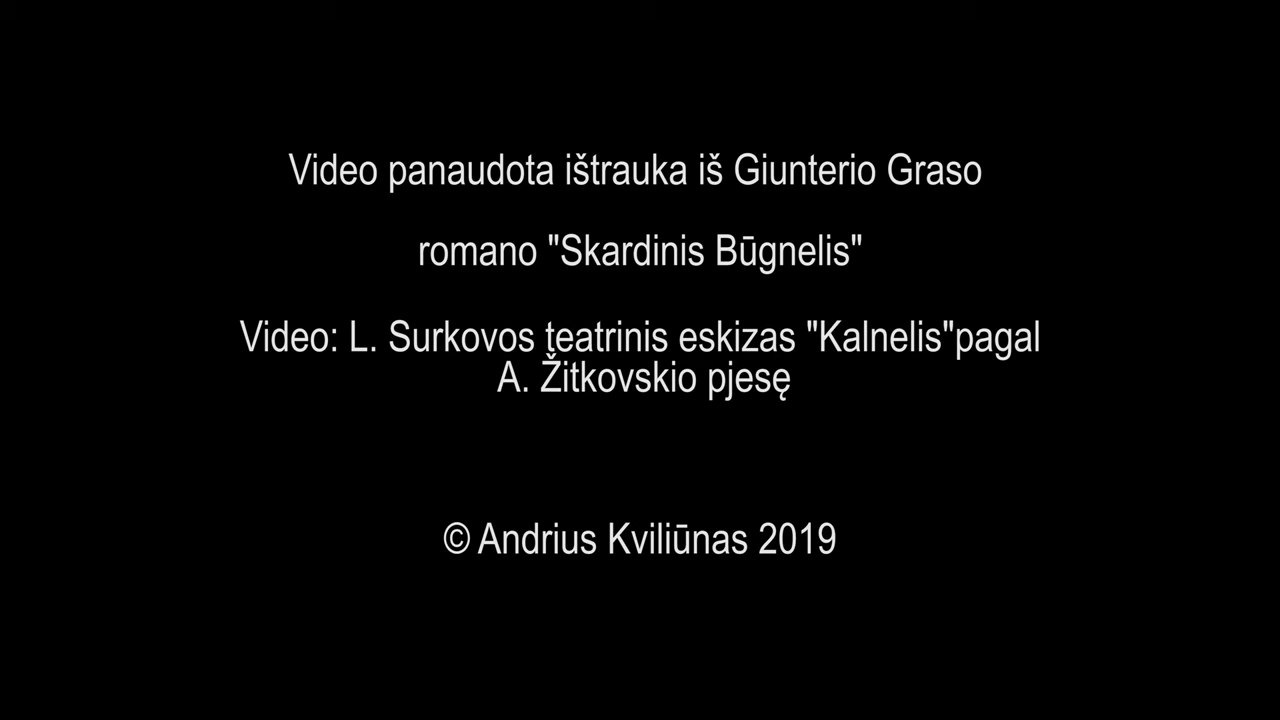 Video panaudota ištrauka iš Giunterio Graso
romano "Skardinis Būgnelis"
Video: L. Surkovos teatrinis eskizas "Kalnelis"pagal
A. Žitkovskio pjesę
© Andrius Kviliūnas 2019